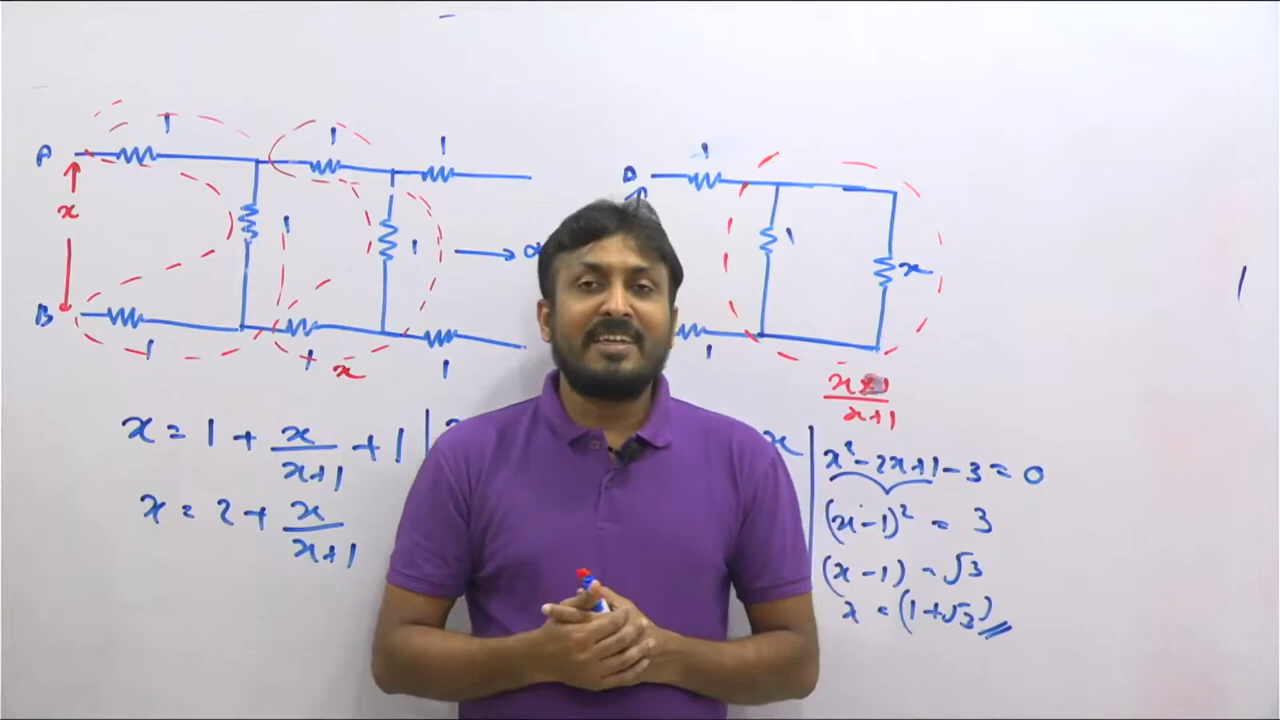 1 1 1
A
x
1 1
B
1 1 1
x
x = 1 + x/(x+1) + 1
x = 2 + x/(x+1)
1
1 x
1
x×1/(x+1)
x
x² - 2x + 1 - 3 = 0
(x - 1)² = 3
(x - 1) = √3
x = (1 + √3)